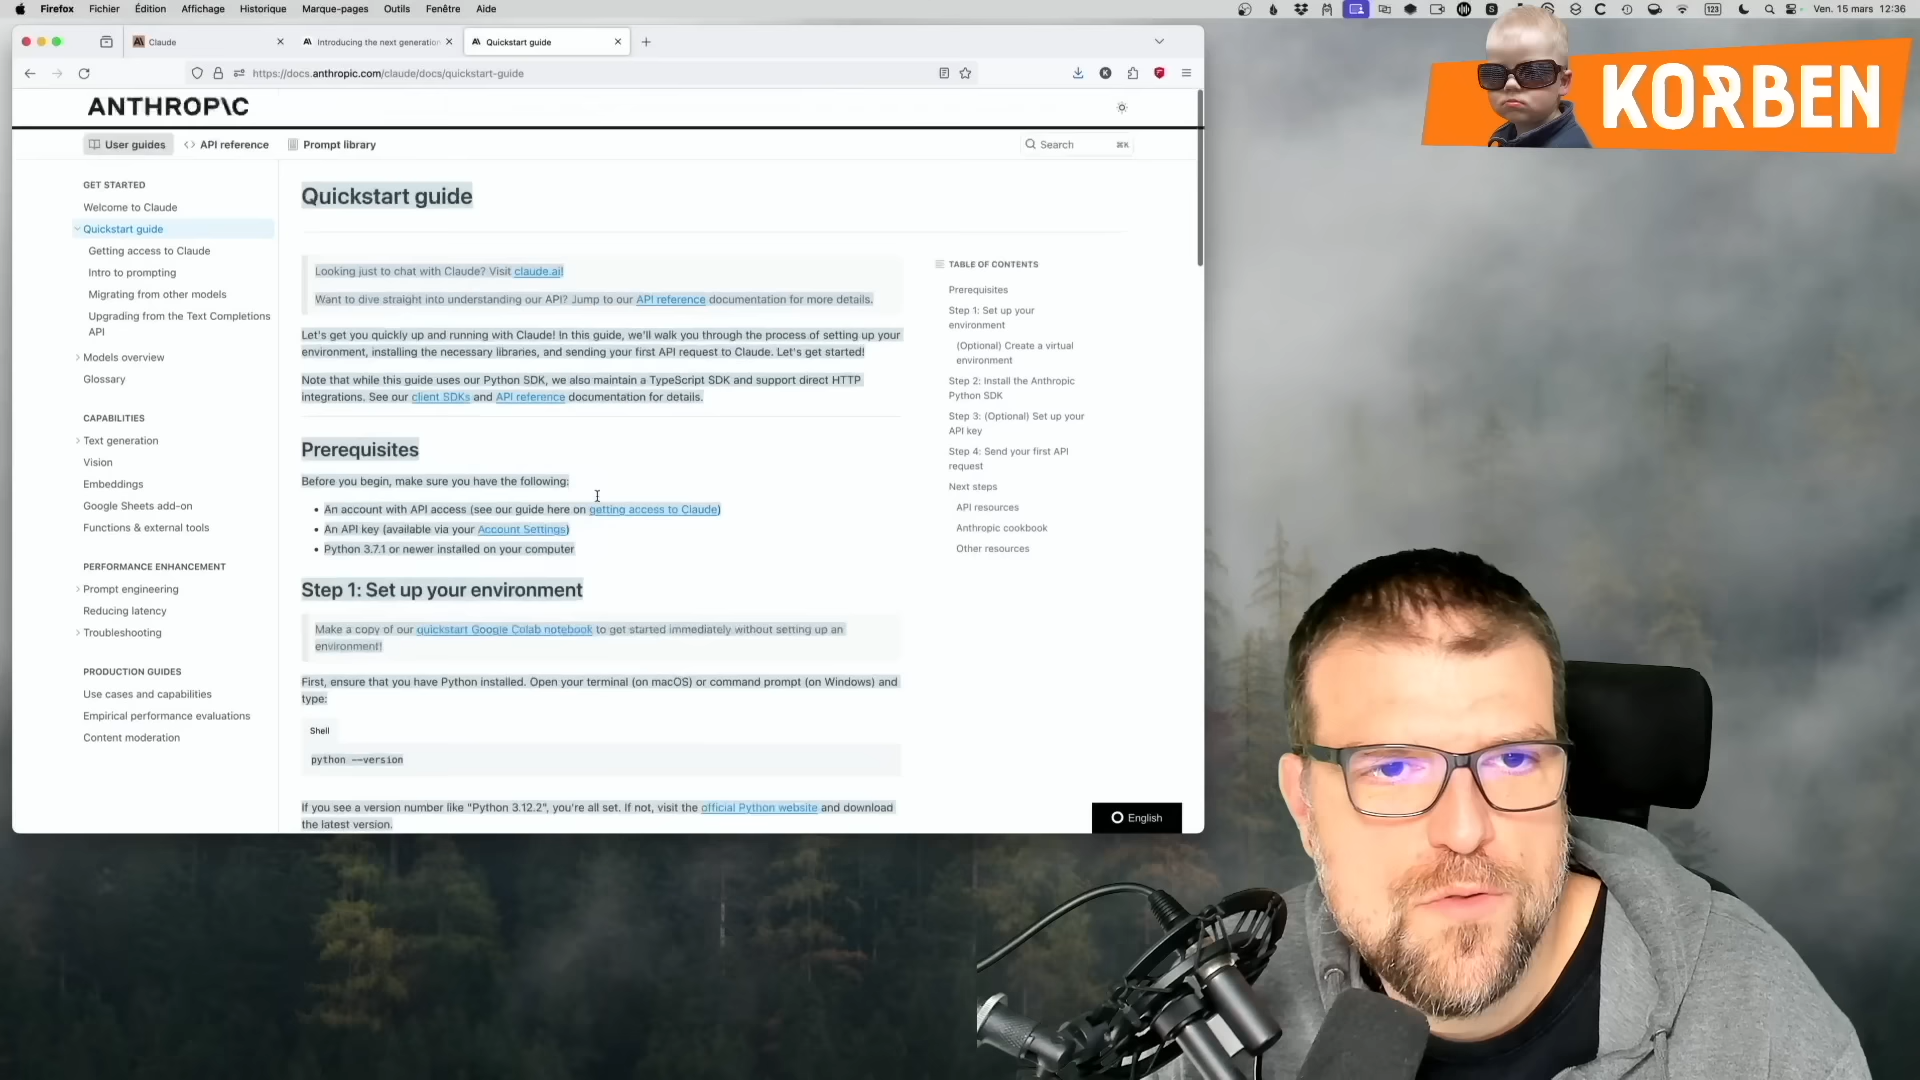 Firefox Fichier Édition Affichage Historique Marque-pages Outils Fenêtre Aide
123 Ven. 15 mars 12:36
Claude
Introducing the next generation
Quickstart guide
https://docs.anthropic.com/claude/docs/quickstart-guide
KORBEN
ANTHROP\C
User guides
API reference
Prompt library
Search ⌘K
GET STARTED
Welcome to Claude
Quickstart guide
Getting access to Claude
Intro to prompting
Migrating from other models
Upgrading from the Text Completions
API
Models overview
Glossary
CAPABILITIES
Text generation
Vision
Embeddings
Google Sheets add-on
Functions & external tools
PERFORMANCE ENHANCEMENT
Prompt engineering
Reducing latency
Troubleshooting
PRODUCTION GUIDES
Use cases and capabilities
Empirical performance evaluations
Content moderation
Quickstart guide
Looking just to chat with Claude? Visit claude.ai!
Want to dive straight into understanding our API? Jump to our API reference documentation for more details.
Let's get you quickly up and running with Claude! In this guide, we'll walk you through the process of setting up your
environment, installing the necessary libraries, and sending your first API request to Claude. Let's get started!
Note that while this guide uses our Python SDK, we also maintain a TypeScript SDK and support direct HTTP
integrations. See our client SDKs and API reference documentation for details.
Prerequisites
Before you begin, make sure you have the following:
• An account with API access (see our guide here on getting access to Claude)
• An API key (available via your Account Settings)
• Python 3.7.1 or newer installed on your computer
Step 1: Set up your environment
Make a copy of our quickstart Google Colab notebook to get started immediately without setting up an
environment!
First, ensure that you have Python installed. Open your terminal (on macOS) or command prompt (on Windows) and
type:
Shell
python --version
If you see a version number like "Python 3.12.2", you're all set. If not, visit the official Python website and download
the latest version.
TABLE OF CONTENTS
Prerequisites
Step 1: Set up your
environment
(Optional) Create a virtual
environment
Step 2: Install the Anthropic
Python SDK
Step 3: (Optional) Set up your
API key
Step 4: Send your first API
request
Next steps
API resources
Anthropic cookbook
Other resources
English